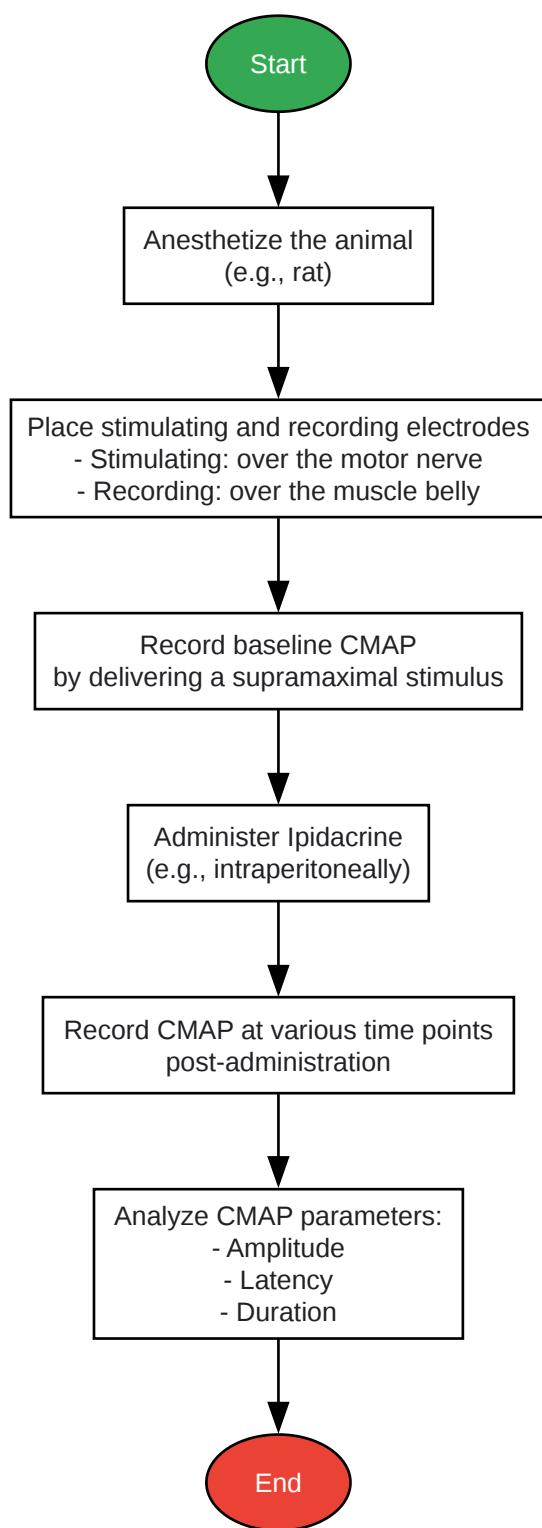 Start
Anesthetize the animal
(e.g., rat)
Place stimulating and recording electrodes
- Stimulating: over the motor nerve
- Recording: over the muscle belly
Record baseline CMAP
by delivering a supramaximal stimulus
Administer Ipidacrine
(e.g., intraperitoneally)
Record CMAP at various time points
post-administration
Analyze CMAP parameters:
- Amplitude
- Latency
- Duration
End